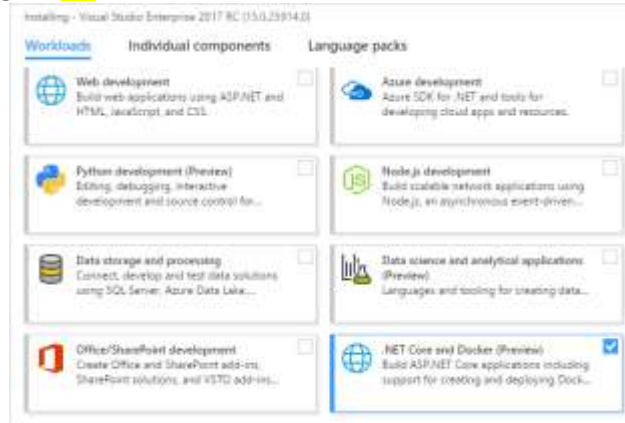 Installing - Visual Studio Enterprise 2017 RC (15.0.25914.0)
Workloads Individual components Language packs
Web development
Build web applications using ASP.NET and
HTML, JavaScript, and CSS.
Azure development
Azure SDK for .NET and tools for
developing cloud apps and resources.
Python development (Preview)
Editing, debugging, interactive
development and source control for...
Node.js development
Build scalable network applications using
Node.js, an asynchronous event-driven...
Data storage and processing
Connect, develop and test data solutions
using SQL Server, Azure Data Lake...
Data science and analytical applications
(Preview)
Languages and tooling for creating data...
Office/SharePoint development
Create Office and SharePoint add-ins,
SharePoint solutions, and VSTO add-ins...
.NET Core and Docker (Preview)
Build ASP.NET Core applications including
support for creating and deploying Dock...